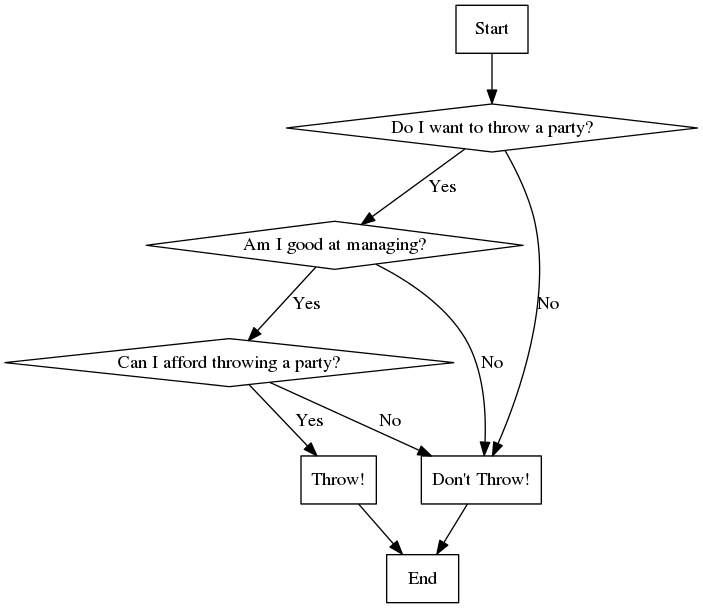 Start
Do I want to throw a party?
Yes
Am I good at managing?
Yes
No
Can I afford throwing a party?
No
Yes
No
Throw!
Don't Throw!
End